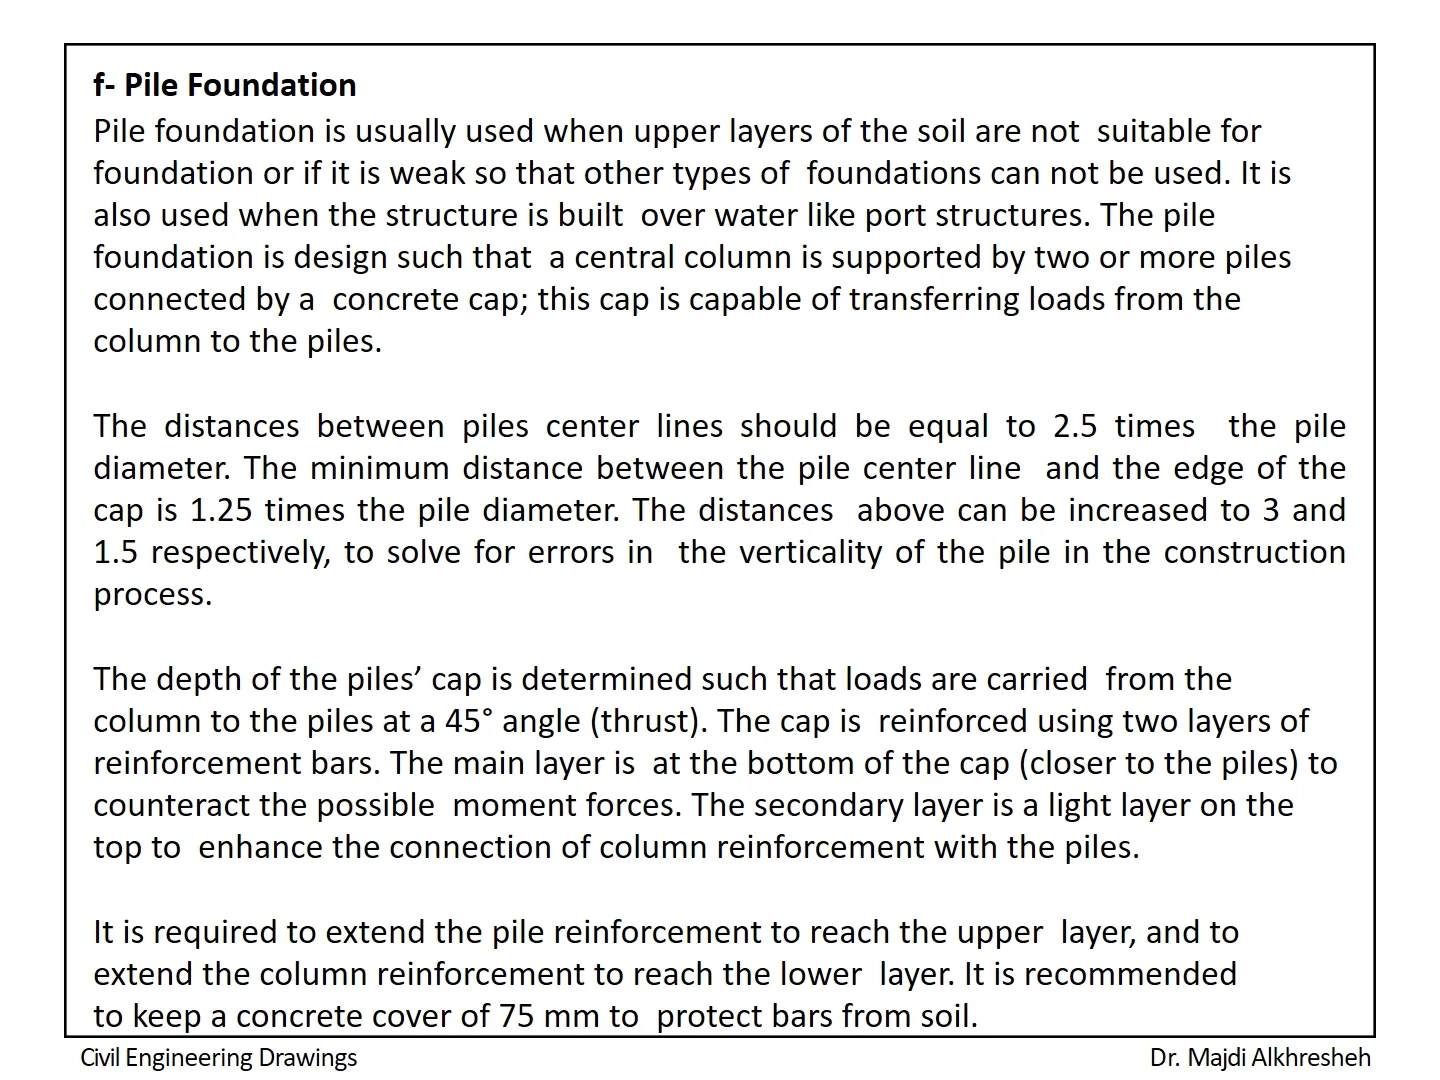 f- Pile Foundation
Pile foundation is usually used when upper layers of the soil are not  suitable for
foundation or if it is weak so that other types of  foundations can not be used. It is
also used when the structure is built  over water like port structures. The pile
foundation is design such that  a central column is supported by two or more piles
connected by a  concrete cap; this cap is capable of transferring loads from the
column to the piles.
The distances between piles center lines should be equal to 2.5 times  the pile
diameter. The minimum distance between the pile center line  and the edge of the
cap is 1.25 times the pile diameter. The distances  above can be increased to 3 and
1.5 respectively, to solve for errors in  the verticality of the pile in the construction
process.
The depth of the piles’ cap is determined such that loads are carried  from the
column to the piles at a 45° angle (thrust). The cap is  reinforced using two layers of
reinforcement bars. The main layer is  at the bottom of the cap (closer to the piles) to
counteract the possible  moment forces. The secondary layer is a light layer on the
top to  enhance the connection of column reinforcement with the piles.
It is required to extend the pile reinforcement to reach the upper  layer, and to
extend the column reinforcement to reach the lower  layer. It is recommended
to keep a concrete cover of 75 mm to  protect bars from soil.
Civil Engineering Drawings
Dr. Majdi Alkhresheh